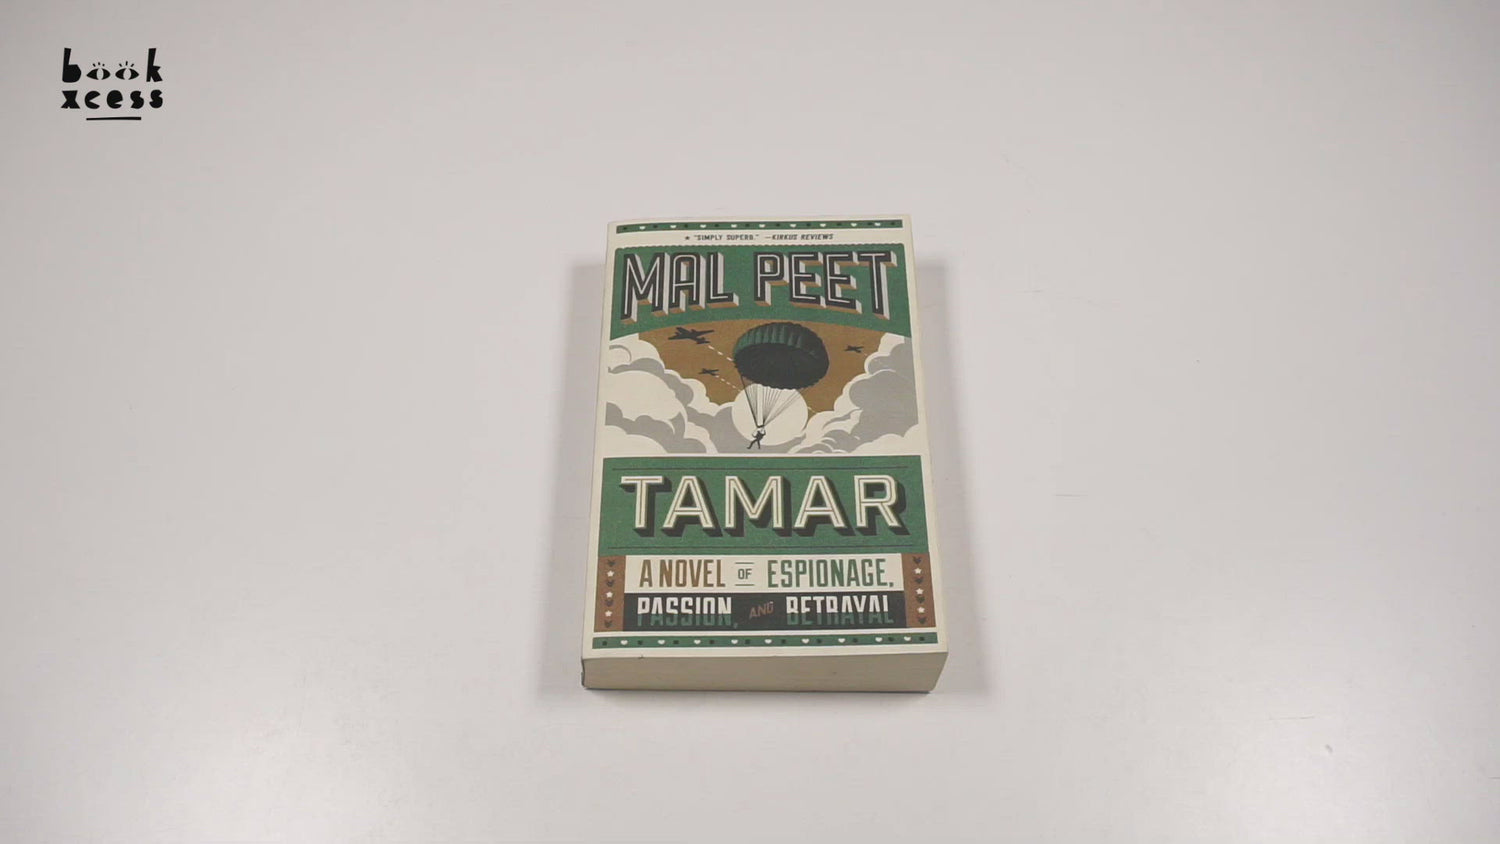 book
xcess
★ "SIMPLY SUPERB." —KIRKUS REVIEWS
MAL PEET
TAMAR
A NOVEL OF ESPIONAGE,
PASSION, AND BETRAYAL